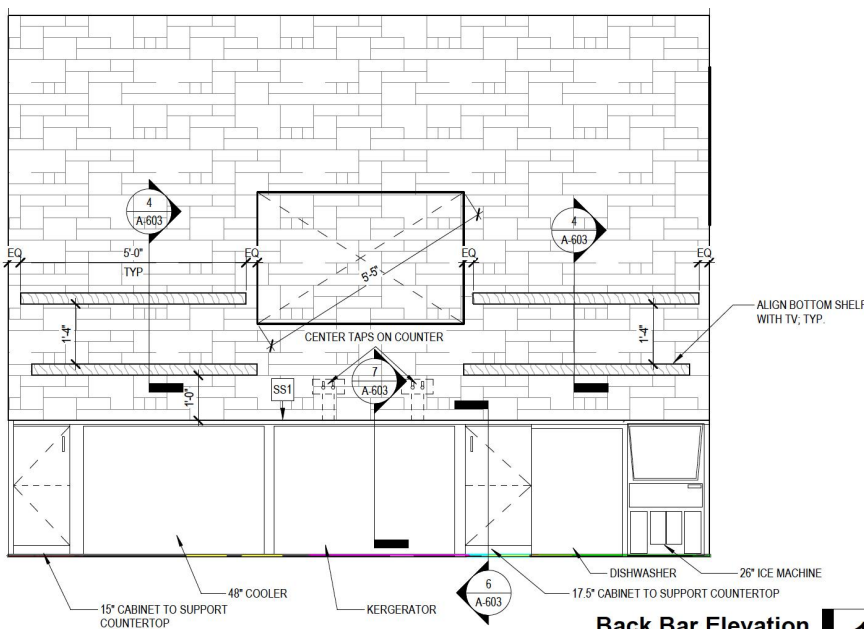 4
A-603
4
A-603
EQ
5'-0"
TYP.
EQ
5'-5"
EQ
EQ
1'-4"
1'-4"
ALIGN BOTTOM SHELF
WITH TV; TYP.
CENTER TAPS ON COUNTER
7
A-603
1'-0"
SS1
DISHWASHER
26" ICE MACHINE
48" COOLER
17.5" CABINET TO SUPPORT COUNTERTOP
15" CABINET TO SUPPORT
COUNTERTOP
KERGERATOR
6
A-603
Back Bar Elevation